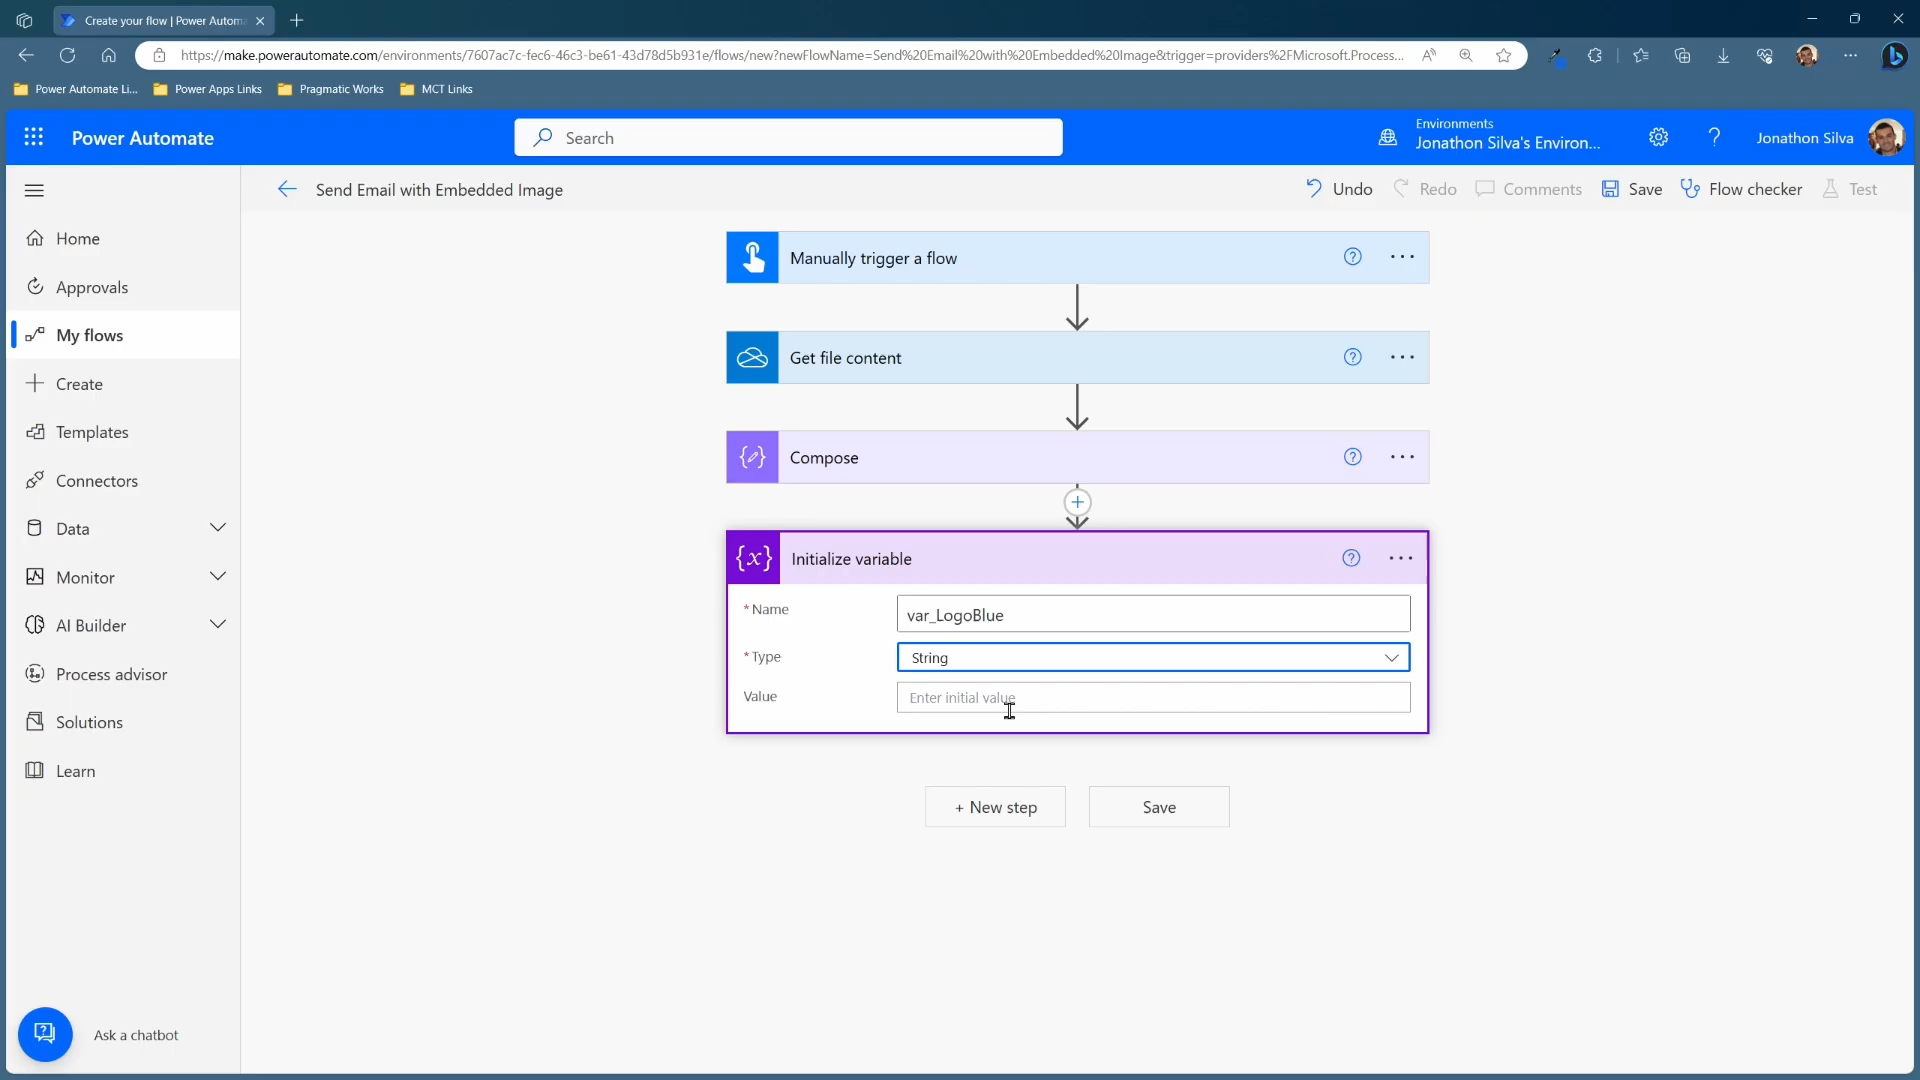 Create your flow | Power Autom
https://make.powerautomate.com/environments/7607ac7c-fec6-46c3-be61-43d78d5b931e/flows/new?newFlowName=Send%20Email%20with%20Embedded%20Image&trigger=providers%2FMicrosoft.Process...
Power Automate Li...
Power Apps Links
Pragmatic Works
MCT Links
Power Automate
Search
Environments
Jonathon Silva's Environ...
?
Jonathon Silva
Send Email with Embedded Image
Undo
Redo
Comments
Save
Flow checker
Test
Home
Approvals
My flows
Create
Templates
Connectors
Data
Monitor
AI Builder
Process advisor
Solutions
Learn
Ask a chatbot
Manually trigger a flow
Get file content
Compose
{x} Initialize variable
* Name
var_LogoBlue
* Type
String
Value
Enter initial value
+ New step
Save